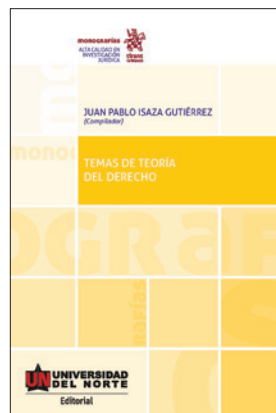 monografías
ALTA CALIDAD EN
INVESTIGACIÓN
JURÍDICA
JUAN PABLO ISAZA GUTIÉRREZ
(Compilador)
TEMAS DE TEORÍA
DEL DERECHO
UN UNIVERSIDAD
DEL NORTE
Editorial